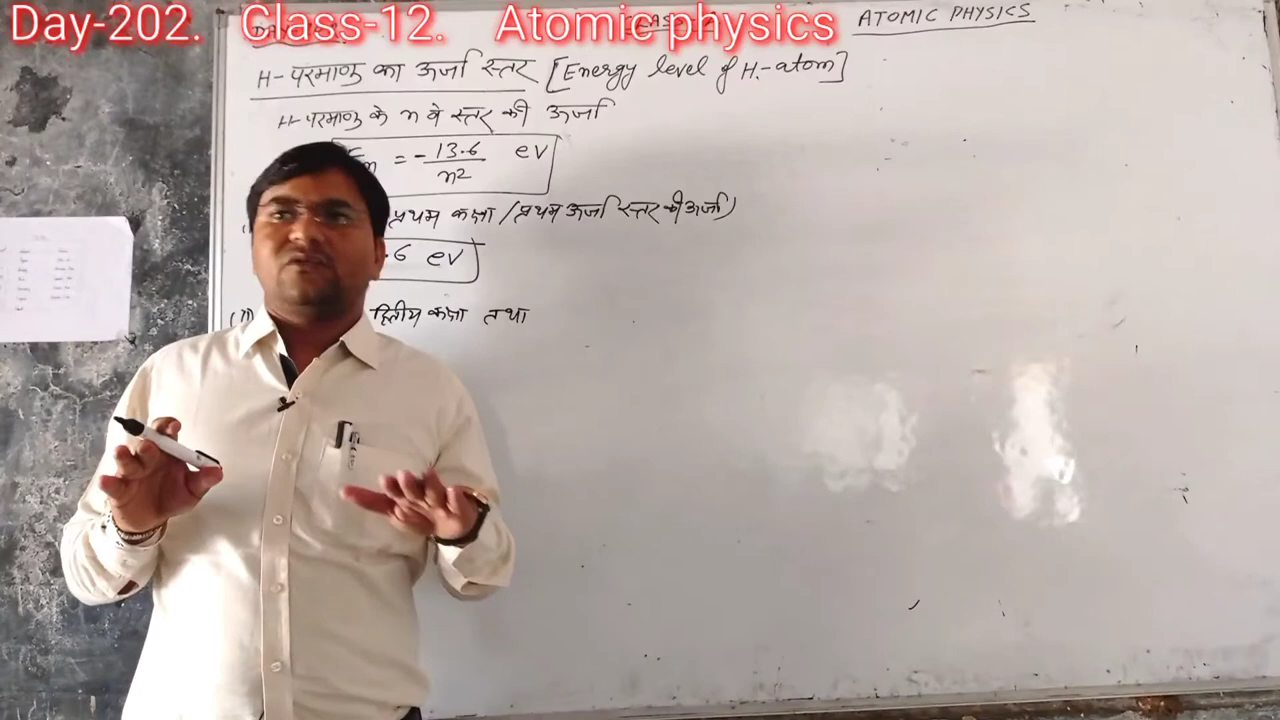 Day-202. Class-12. Atomic physics
ATOMIC PHYSICS
H-परमाणु का ऊर्जा स्तर [Energy level of H-atom]
H-परमाणु के n वे स्तर की ऊर्जा
= -13.6/n² eV
प्रथम कक्षा / प्रथम ऊर्जा स्तर की ऊर्जा)
.6 eV
द्वितीय कक्षा तथा